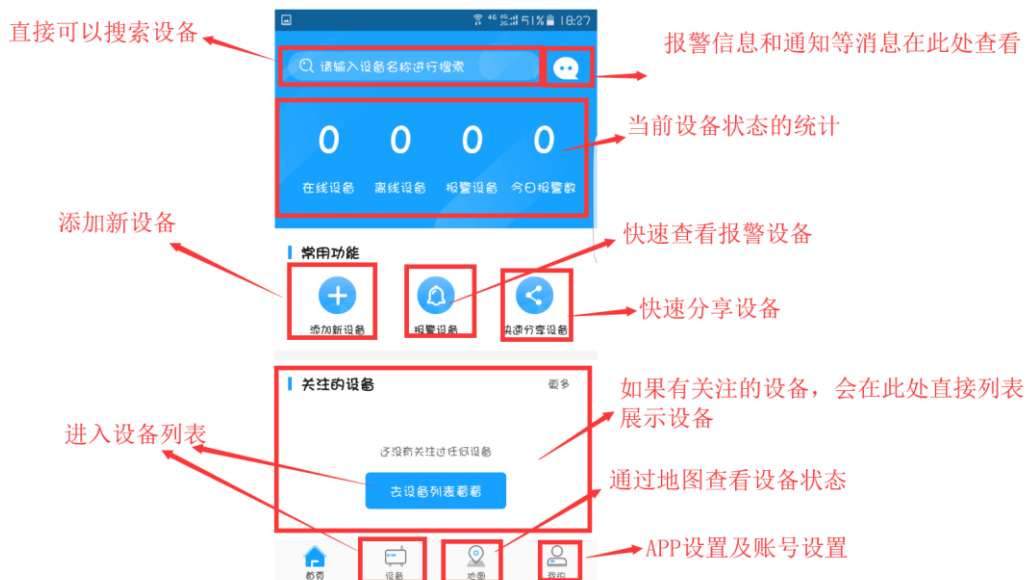 直接可以搜索设备
4G 4G 2G 51% 18:27
报警信息和通知等消息在此处查看
请输入设备名称进行搜索
当前设备状态的统计
0 0 0 0
在线设备 离线设备 报警设备 今日报警数
添加新设备
快速查看报警设备
常用功能
快速分享设备
添加新设备 报警设备 快速分享设备
关注的设备 更多
如果有关注的设备，会在此处直接列表
展示设备
进入设备列表
还没有关注过任何设备
去设备列表看看
通过地图查看设备状态
APP设置及账号设置
首页 设备 地图 我的